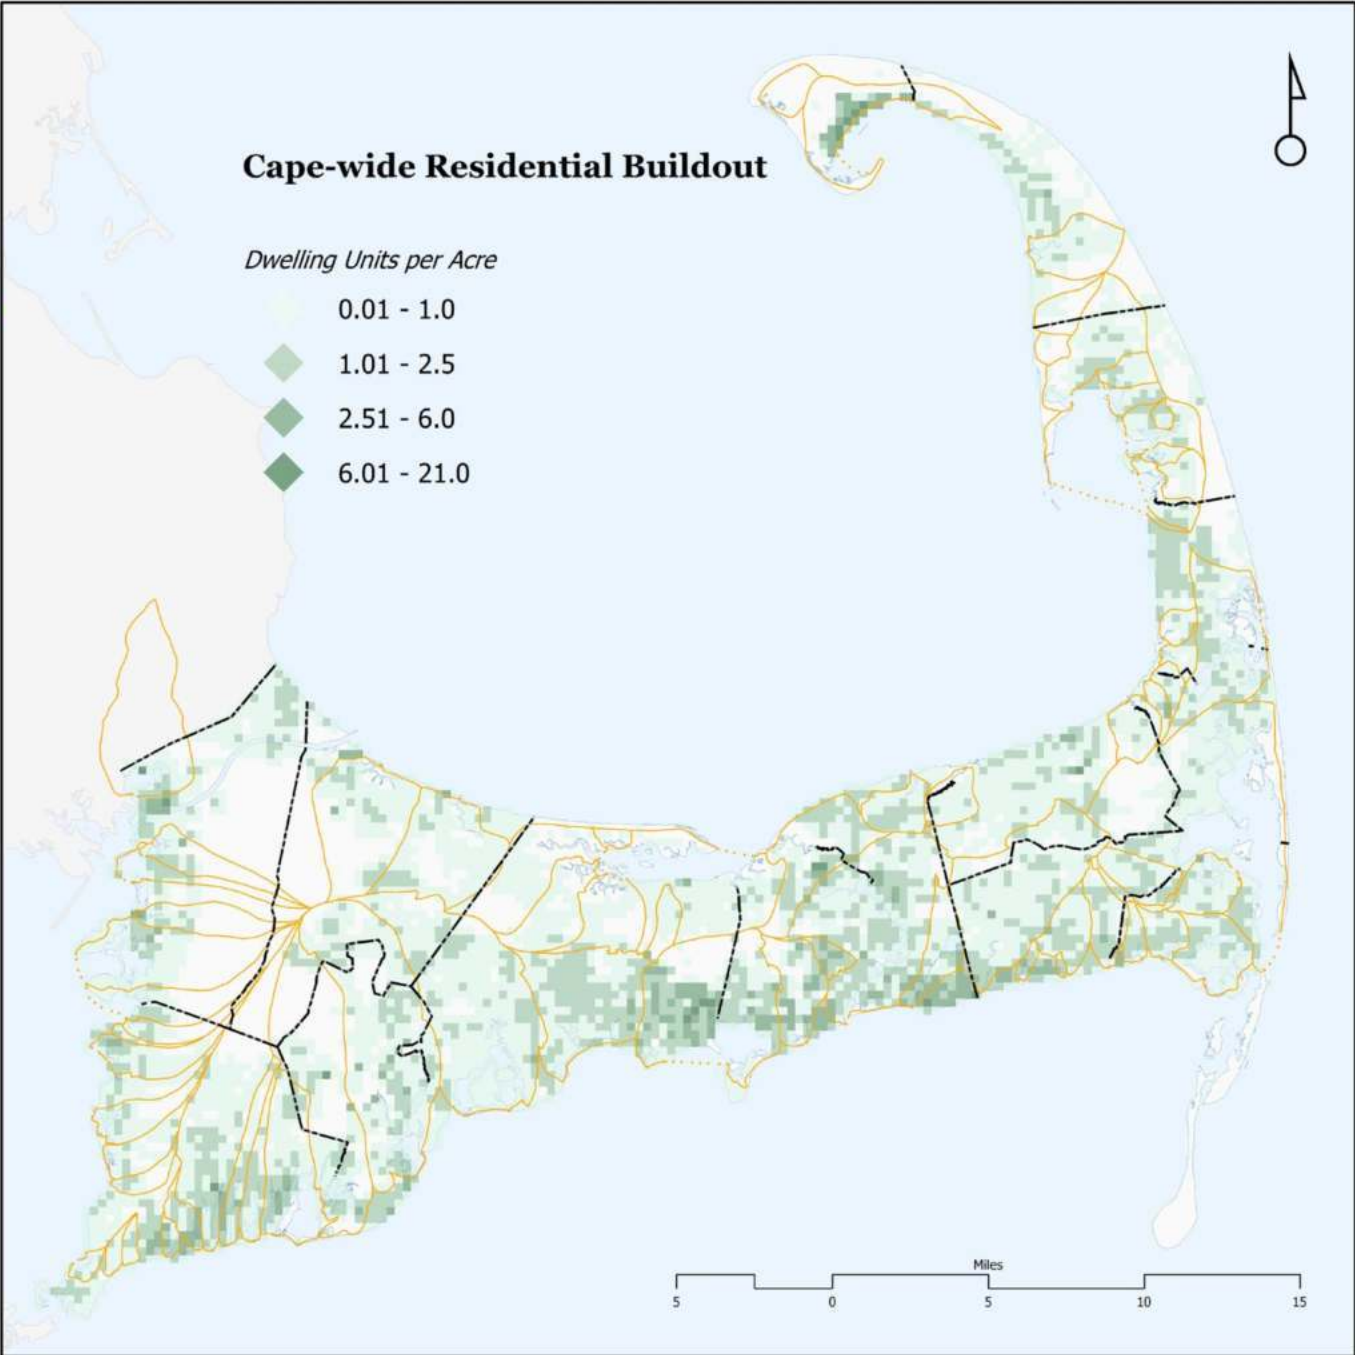 Cape-wide Residential Buildout
Dwelling Units per Acre
0.01 - 1.0
1.01 - 2.5
2.51 - 6.0
6.01 - 21.0
Miles
5 0 5 10 15